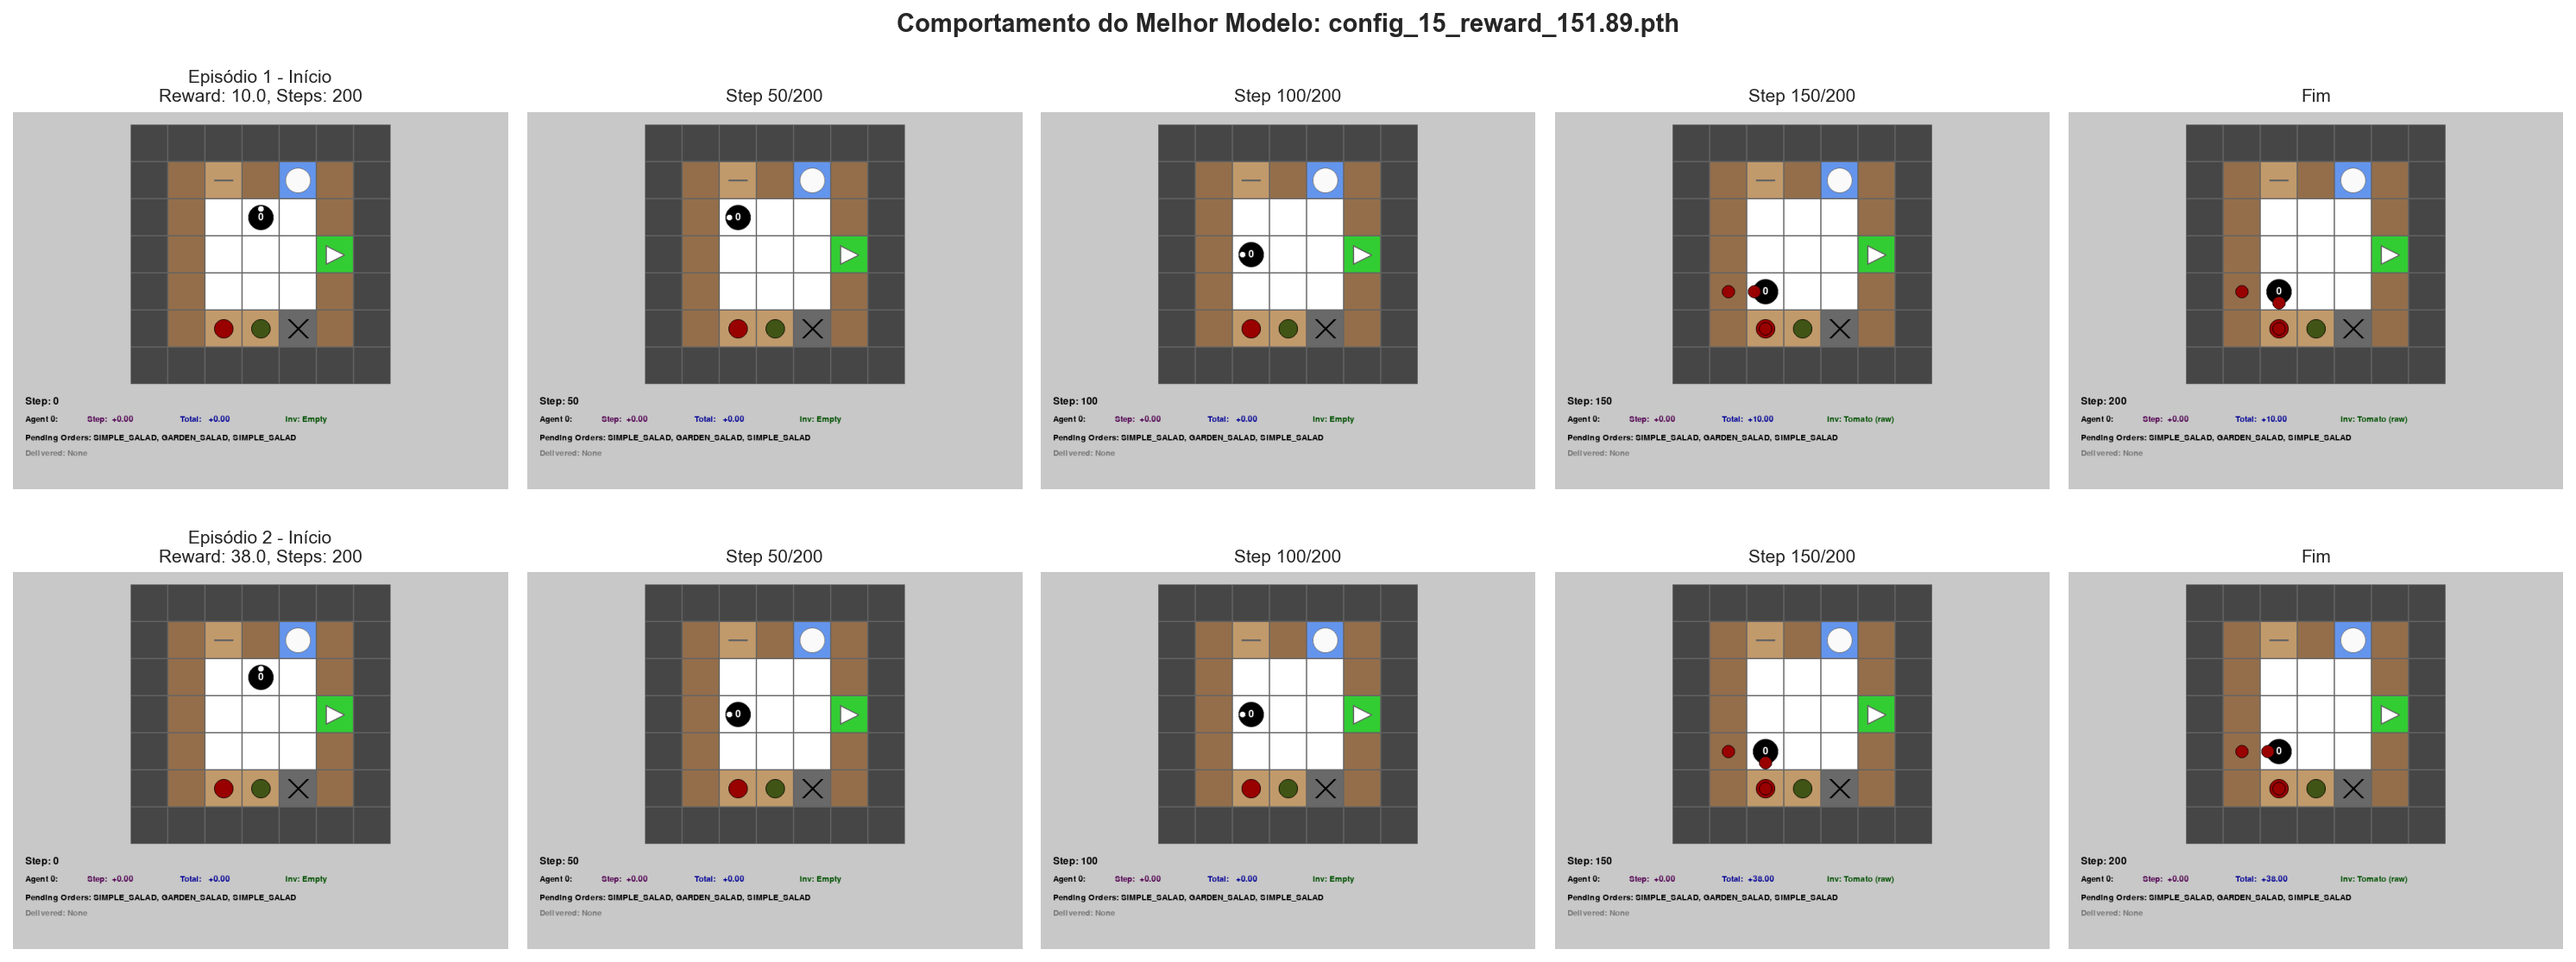 Comportamento do Melhor Modelo: config_15_reward_151.89.pth
Episódio 1 - Início
Reward: 10.0, Steps: 200
Step 50/200
Step 100/200
Step 150/200
Fim
0
0
0
0
0
Step: 0
Agent 0: Step: +0.00 Total: +0.00 Inv: Empty
Pending Orders: SIMPLE_SALAD, GARDEN_SALAD, SIMPLE_SALAD
Delivered: None
Step: 50
Agent 0: Step: +0.00 Total: +0.00 Inv: Empty
Pending Orders: SIMPLE_SALAD, GARDEN_SALAD, SIMPLE_SALAD
Delivered: None
Step: 100
Agent 0: Step: +0.00 Total: +0.00 Inv: Empty
Pending Orders: SIMPLE_SALAD, GARDEN_SALAD, SIMPLE_SALAD
Delivered: None
Step: 150
Agent 0: Step: +0.00 Total: +10.00 Inv: Tomato (raw)
Pending Orders: SIMPLE_SALAD, GARDEN_SALAD, SIMPLE_SALAD
Delivered: None
Step: 200
Agent 0: Step: +0.00 Total: +10.00 Inv: Tomato (raw)
Pending Orders: SIMPLE_SALAD, GARDEN_SALAD, SIMPLE_SALAD
Delivered: None
Episódio 2 - Início
Reward: 38.0, Steps: 200
Step 50/200
Step 100/200
Step 150/200
Fim
0
0
0
0
0
Step: 0
Agent 0: Step: +0.00 Total: +0.00 Inv: Empty
Pending Orders: SIMPLE_SALAD, GARDEN_SALAD, SIMPLE_SALAD
Delivered: None
Step: 50
Agent 0: Step: +0.00 Total: +0.00 Inv: Empty
Pending Orders: SIMPLE_SALAD, GARDEN_SALAD, SIMPLE_SALAD
Delivered: None
Step: 100
Agent 0: Step: +0.00 Total: +0.00 Inv: Empty
Pending Orders: SIMPLE_SALAD, GARDEN_SALAD, SIMPLE_SALAD
Delivered: None
Step: 150
Agent 0: Step: +0.00 Total: +38.00 Inv: Tomato (raw)
Pending Orders: SIMPLE_SALAD, GARDEN_SALAD, SIMPLE_SALAD
Delivered: None
Step: 200
Agent 0: Step: +0.00 Total: +38.00 Inv: Tomato (raw)
Pending Orders: SIMPLE_SALAD, GARDEN_SALAD, SIMPLE_SALAD
Delivered: None